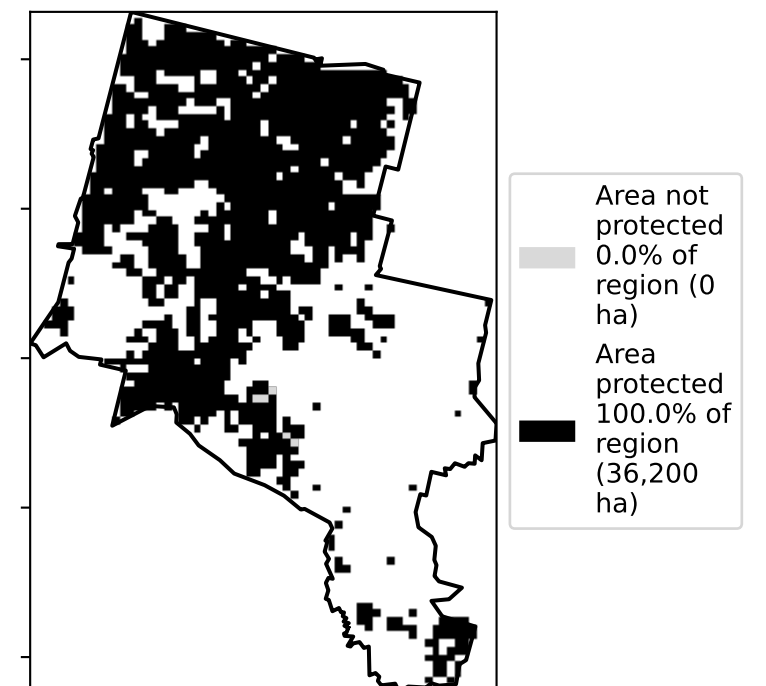 Area not
protected
0.0% of
region (0
ha)
Area
protected
100.0% of
region
(36,200
ha)